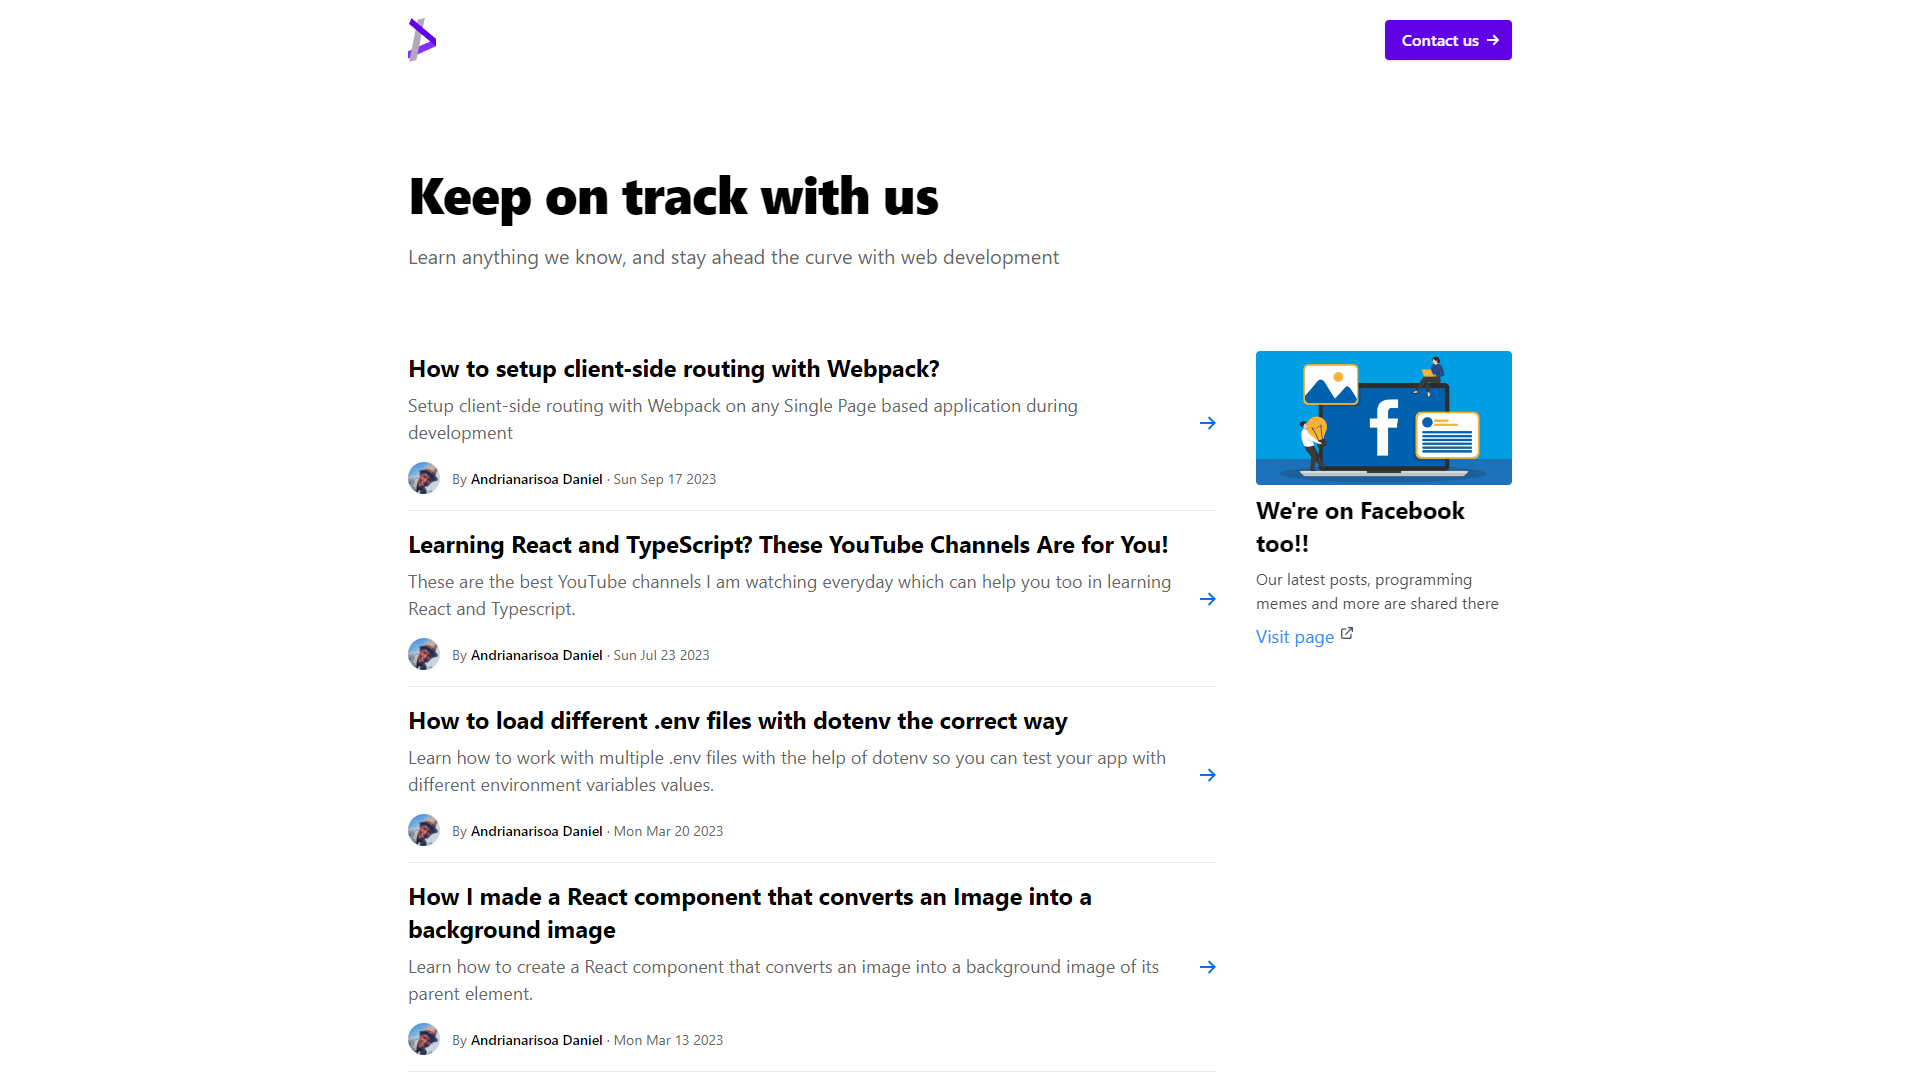 Contact us
Keep on track with us
Learn anything we know, and stay ahead the curve with web development
How to setup client-side routing with Webpack?
Setup client-side routing with Webpack on any Single Page based application during
development
By Andrianarisoa Daniel · Sun Sep 17 2023
Learning React and TypeScript? These YouTube Channels Are for You!
These are the best YouTube channels I am watching everyday which can help you too in learning
React and Typescript.
By Andrianarisoa Daniel · Sun Jul 23 2023
How to load different .env files with dotenv the correct way
Learn how to work with multiple .env files with the help of dotenv so you can test your app with
different environment variables values.
By Andrianarisoa Daniel · Mon Mar 20 2023
How I made a React component that converts an Image into a
background image
Learn how to create a React component that converts an image into a background image of its
parent element.
By Andrianarisoa Daniel · Mon Mar 13 2023
f
We're on Facebook
too!!
Our latest posts, programming
memes and more are shared there
Visit page